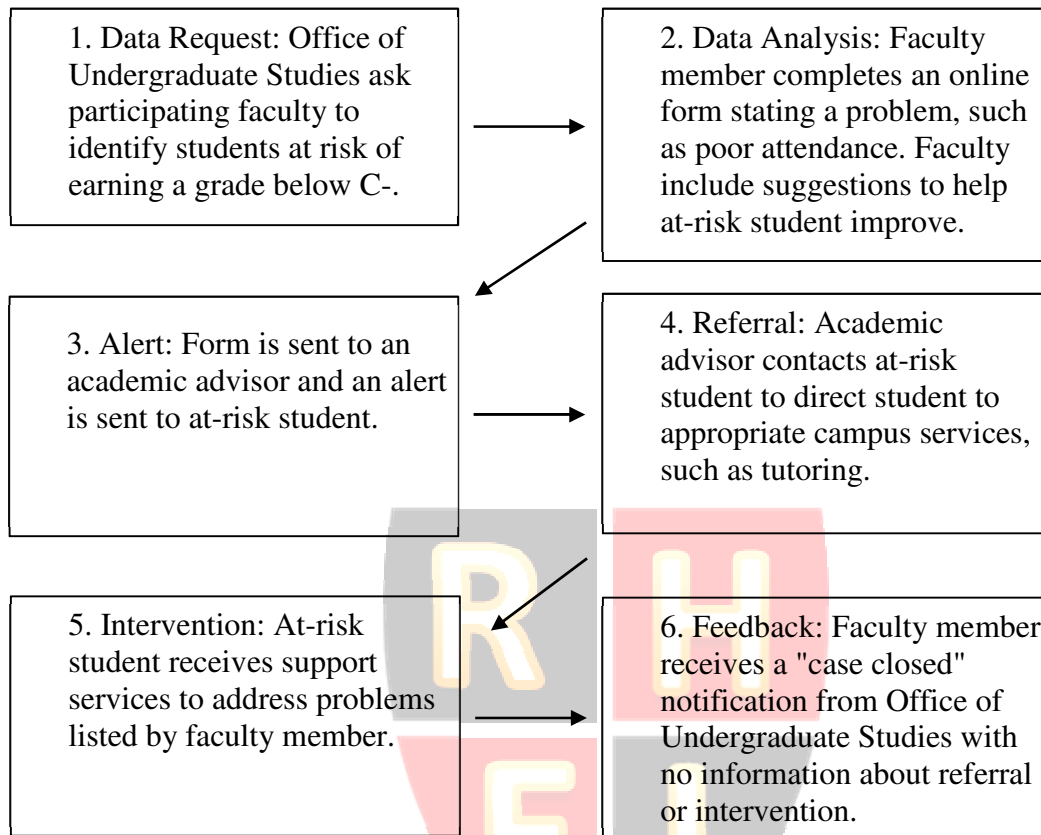 1. Data Request: Office of
Undergraduate Studies ask
participating faculty to
identify students at risk of
earning a grade below C-.
2. Data Analysis: Faculty
member completes an online
form stating a problem, such
as poor attendance. Faculty
include suggestions to help
at-risk student improve.
3. Alert: Form is sent to an
academic advisor and an alert
is sent to at-risk student.
4. Referral: Academic
advisor contacts at-risk
student to direct student to
appropriate campus services,
such as tutoring.
5. Intervention: At-risk
student receives support
services to address problems
listed by faculty member.
6. Feedback: Faculty member
receives a "case closed"
notification from Office of
Undergraduate Studies with
no information about referral
or intervention.
R H
E I